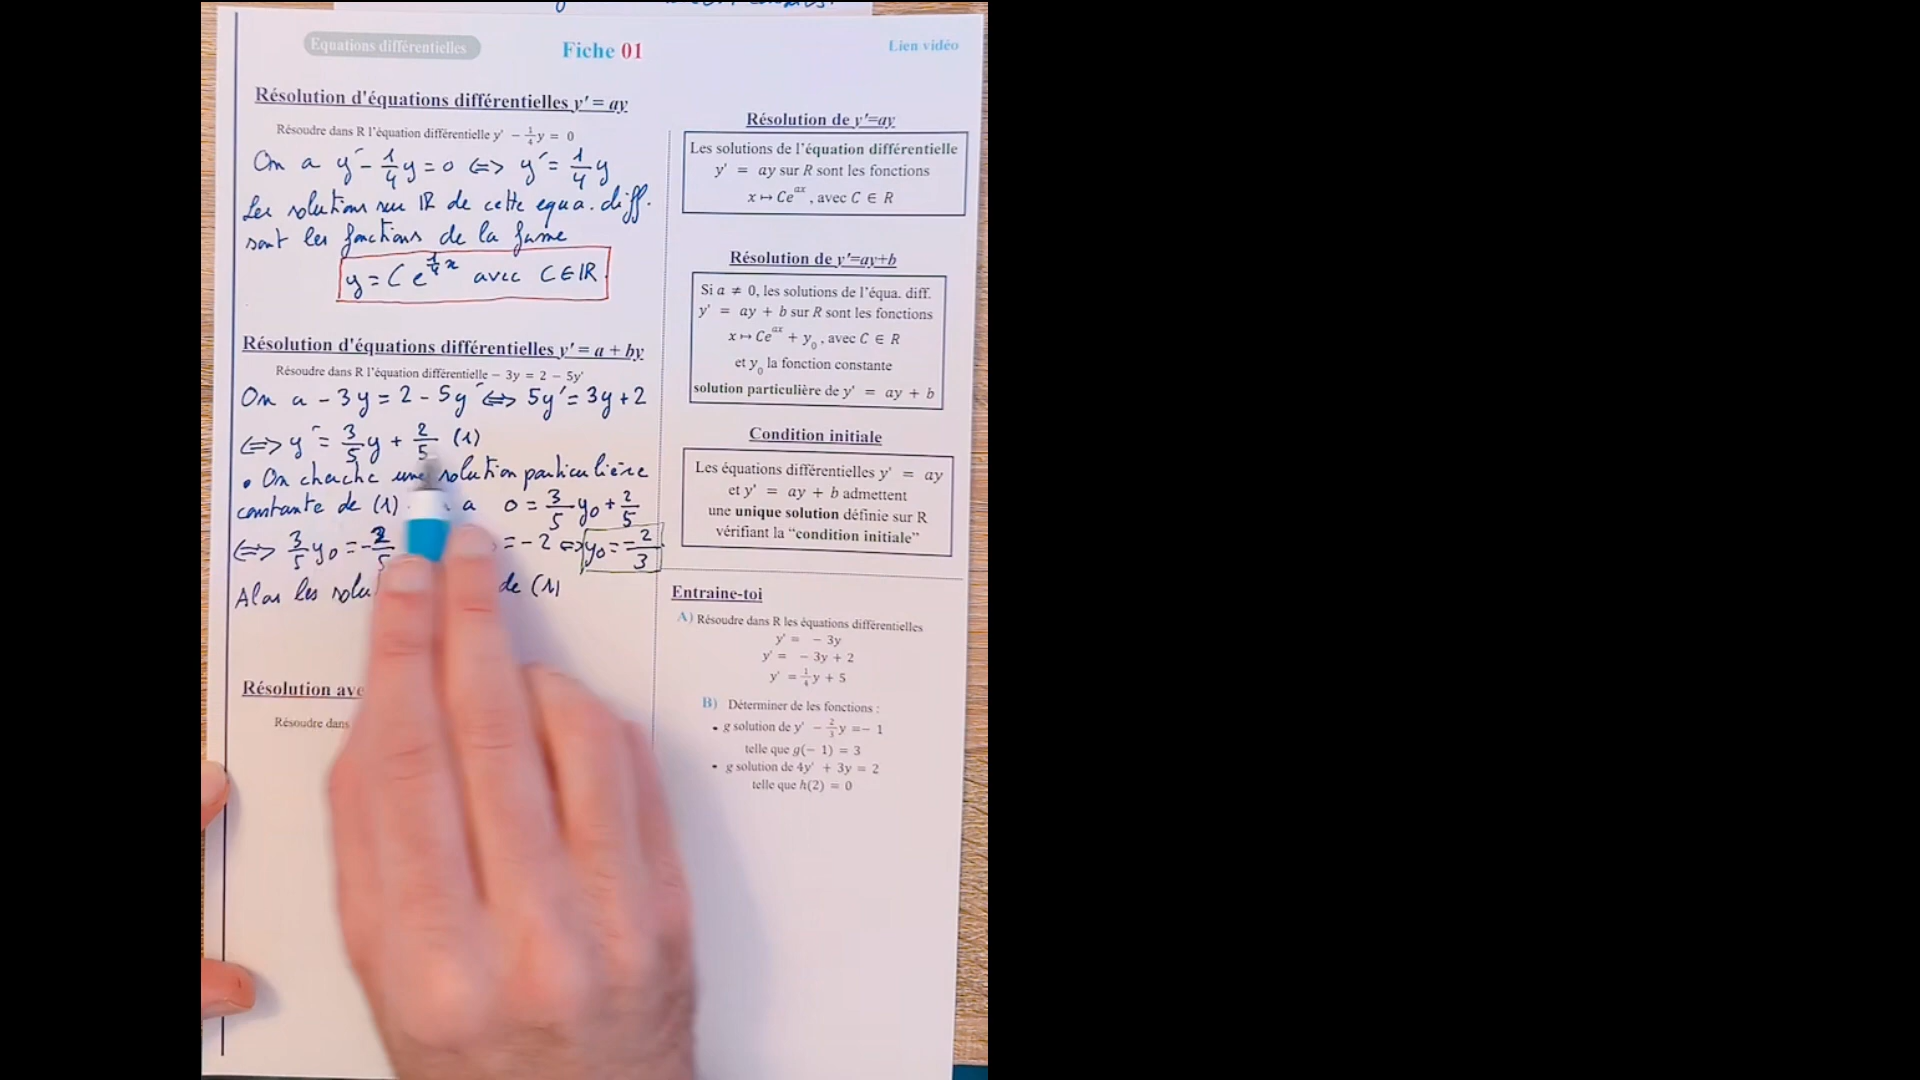 Equations différentielles
Fiche 01
Lien vidéo
Résolution d'équations différentielles y' = ay
Résoudre dans R l'équation différentielle y' - 1/4 y = 0
On a y' - 1/4 y = 0 <=> y' = 1/4 y
Les solutions sur IR de cette equa. diff.
sont les fonctions de la forme
y = C e^(1/4 x) avec C ∈ IR
Résolution d'équations différentielles y' = a + by
Résoudre dans R l'équation différentielle - 3y = 2 - 5y'
On a - 3y = 2 - 5y' <=> 5y' = 3y + 2
<=> y' = 3/5 y + 2/5 (1)
• On cherche une solution particulière
constante de (1). a 0 = 3/5 y0 + 2/5
<=> 3/5 y0 = - 2/5 = -2 <=> y0 = -2/3
Alors les solu de (1)
Résolution ave
Résoudre dans
Résolution de y'=ay
Les solutions de l'équation différentielle
y' = ay sur R sont les fonctions
x ↦ Ce^ax , avec C ∈ R
Résolution de y'=ay+b
Si a ≠ 0, les solutions de l'équa. diff.
y' = ay + b sur R sont les fonctions
x ↦ Ce^ax + y0 , avec C ∈ R
et y0 la fonction constante
solution particulière de y' = ay + b
Condition initiale
Les équations différentielles y' = ay
et y' = ay + b admettent
une unique solution définie sur R
vérifiant la "condition initiale"
Entraine-toi
A) Résoudre dans R les équations différentielles
y' = - 3y
y' = - 3y + 2
y' = 1/4 y + 5
B) Déterminer de les fonctions :
• g solution de y' - 2/3 y = - 1
telle que g(- 1) = 3
• g solution de 4y' + 3y = 2
telle que h(2) = 0